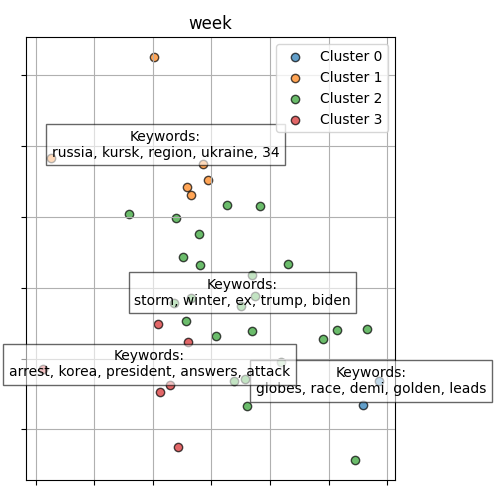 week
Cluster 0
Cluster 1
Cluster 2
Cluster 3
Keywords:
russia, kursk, region, ukraine, 34
Keywords:
storm, winter, ex, trump, biden
Keywords:
arrest, korea, president, answers, attack
Keywords:
globes, race, demi, golden, leads